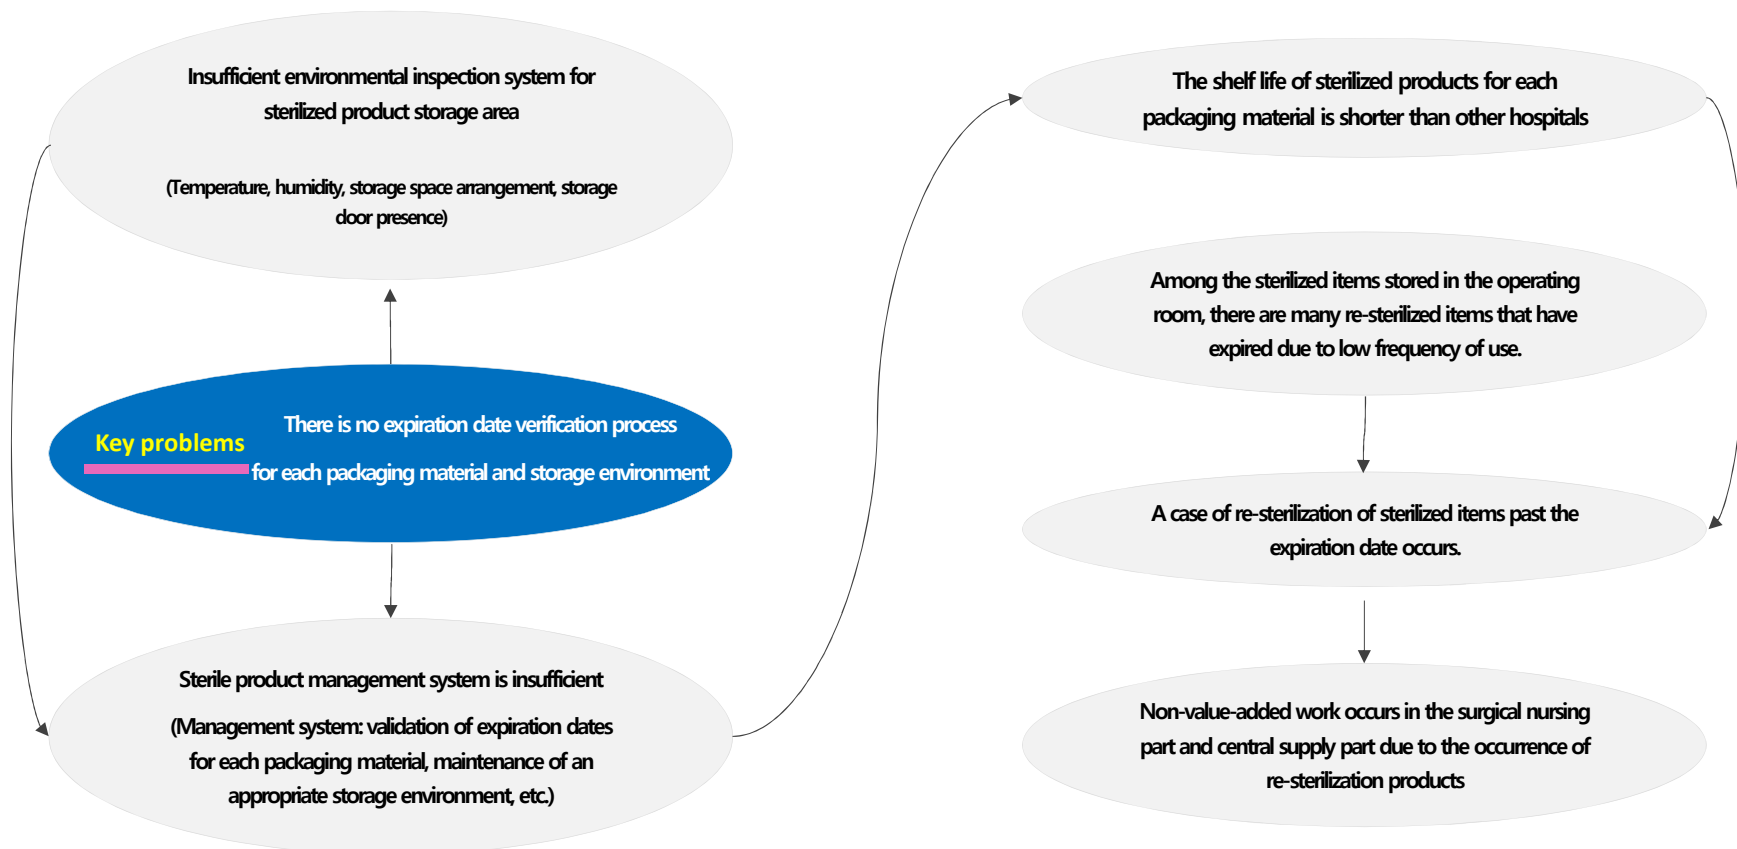 Insufficient environmental inspection system for
sterilized product storage area
(Temperature, humidity, storage space arrangement, storage
door presence)
Key problems
There is no expiration date verification process
for each packaging material and storage environment
Sterile product management system is insufficient
(Management system: validation of expiration dates
for each packaging material, maintenance of an
appropriate storage environment, etc.)
The shelf life of sterilized products for each
packaging material is shorter than other hospitals
Among the sterilized items stored in the operating
room, there are many re-sterilized items that have
expired due to low frequency of use.
A case of re-sterilization of sterilized items past the
expiration date occurs.
Non-value-added work occurs in the surgical nursing
part and central supply part due to the occurrence of
re-sterilization products